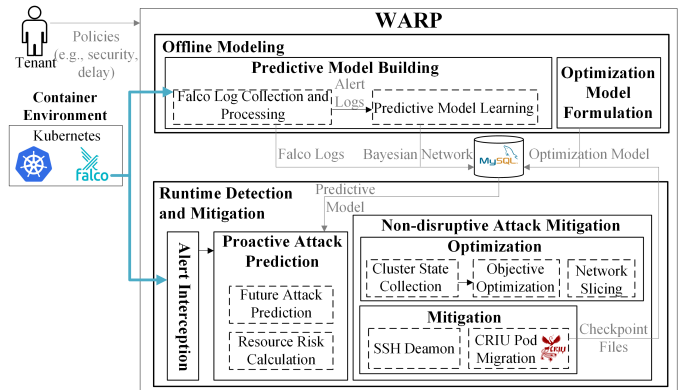 WARP
Tenant
Policies
(e.g., security,
delay)
Container
Environment
Kubernetes
falco
Offline Modeling
Predictive Model Building
Falco Log Collection and
Processing
Alert
Logs
Predictive Model Learning
Optimization
Model
Formulation
Falco Logs
Bayesian Network
MySQL
Optimization Model
Runtime Detection
and Mitigation
Predictive
Model
Alert Interception
Proactive Attack
Prediction
Future Attack
Prediction
Resource Risk
Calculation
Non-disruptive Attack Mitigation
Optimization
Cluster State
Collection
Objective
Optimization
Network
Slicing
Mitigation
SSH Deamon
CRIU Pod
Migration
CRIU
Checkpoint
Files